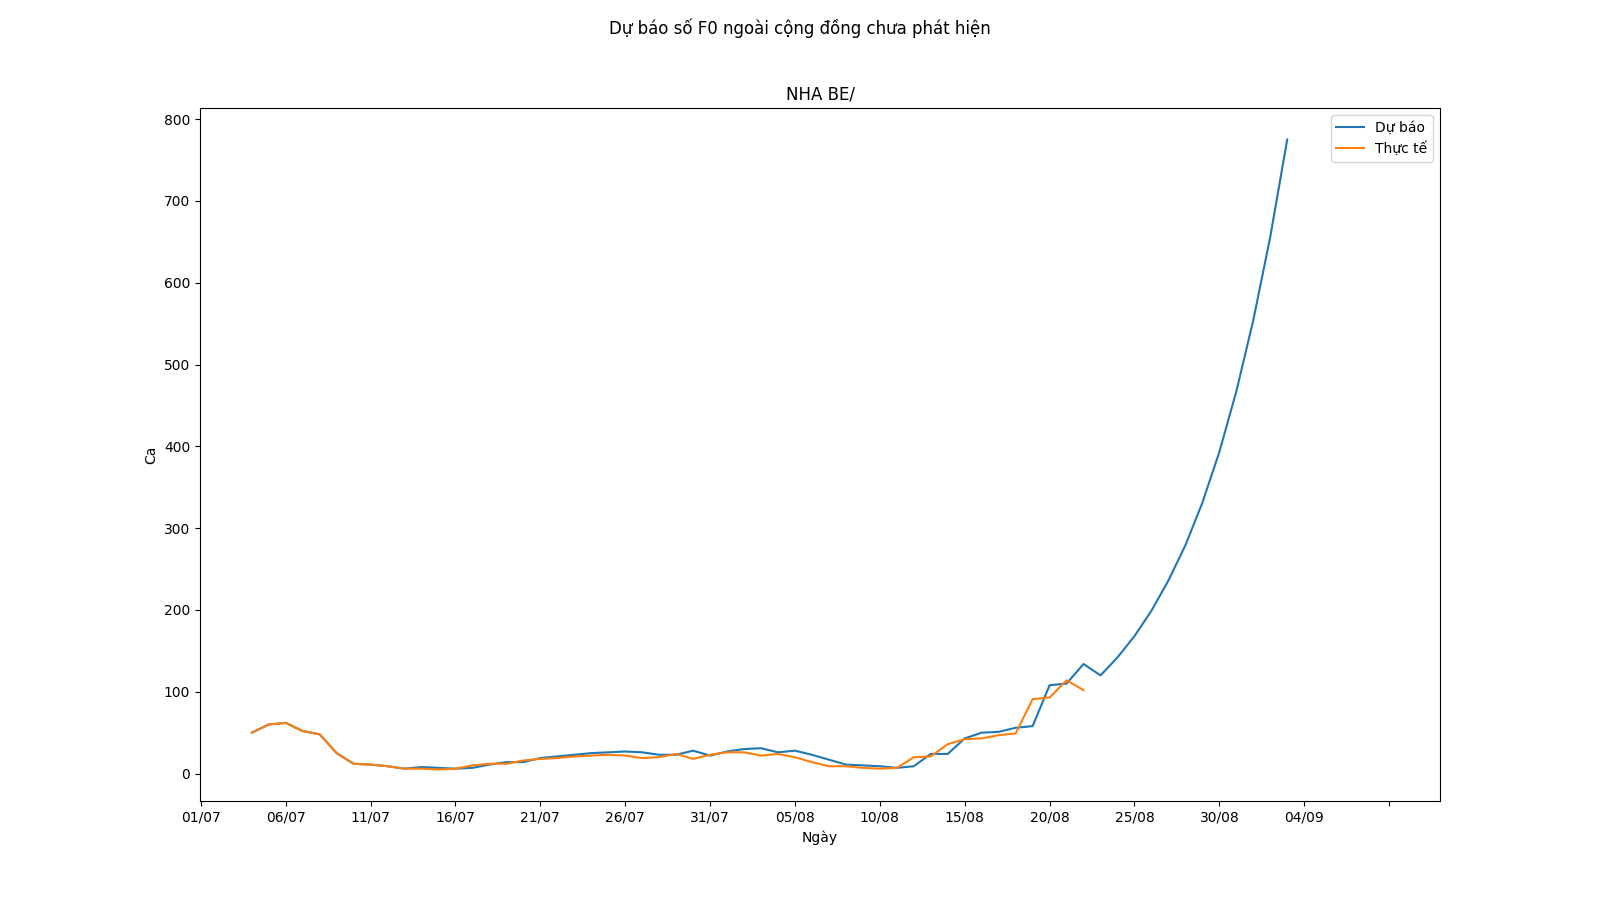 Dự báo số F0 ngoài cộng đồng chưa phát hiện
NHA BE/
Dự báo
Thực tế
800
700
600
500
400
300
200
100
0
Ca
01/07 06/07 11/07 16/07 21/07 26/07 31/07 05/08 10/08 15/08 20/08 25/08 30/08 04/09
Ngày